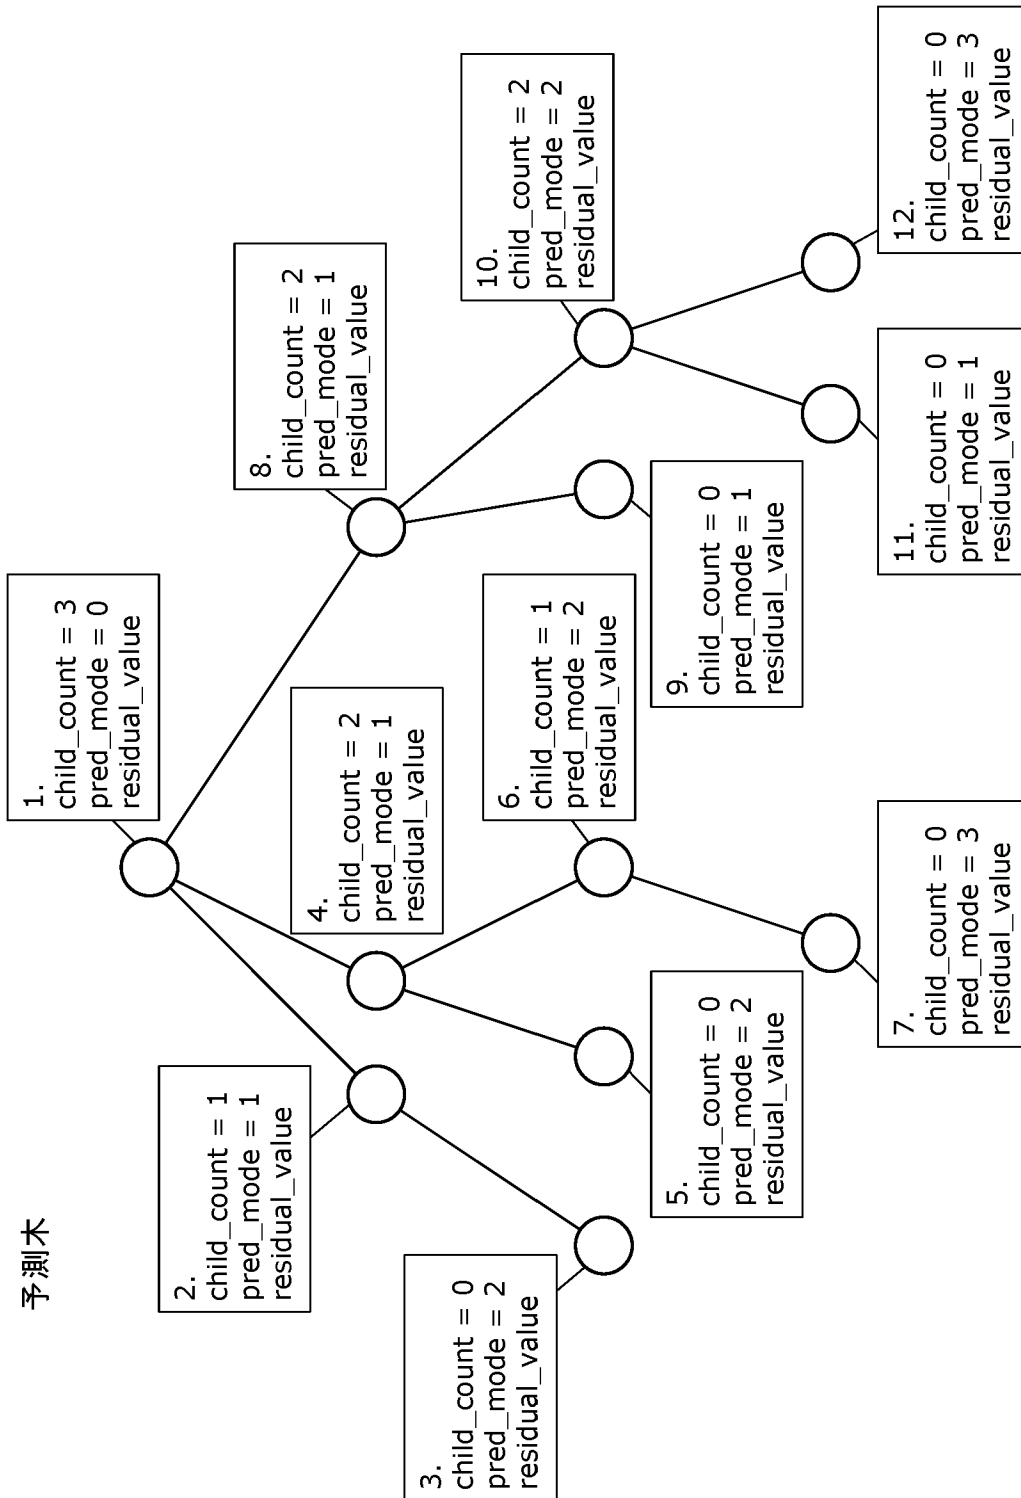 予測木
1.
child_count = 3
pred_mode = 0
residual_value
2.
child_count = 1
pred_mode = 1
residual_value
3.
child_count = 0
pred_mode = 2
residual_value
4.
child_count = 2
pred_mode = 1
residual_value
5.
child_count = 0
pred_mode = 2
residual_value
6.
child_count = 1
pred_mode = 2
residual_value
7.
child_count = 0
pred_mode = 3
residual_value
8.
child_count = 2
pred_mode = 1
residual_value
9.
child_count = 0
pred_mode = 1
residual_value
10.
child_count = 2
pred_mode = 2
residual_value
11.
child_count = 0
pred_mode = 1
residual_value
12.
child_count = 0
pred_mode = 3
residual_value